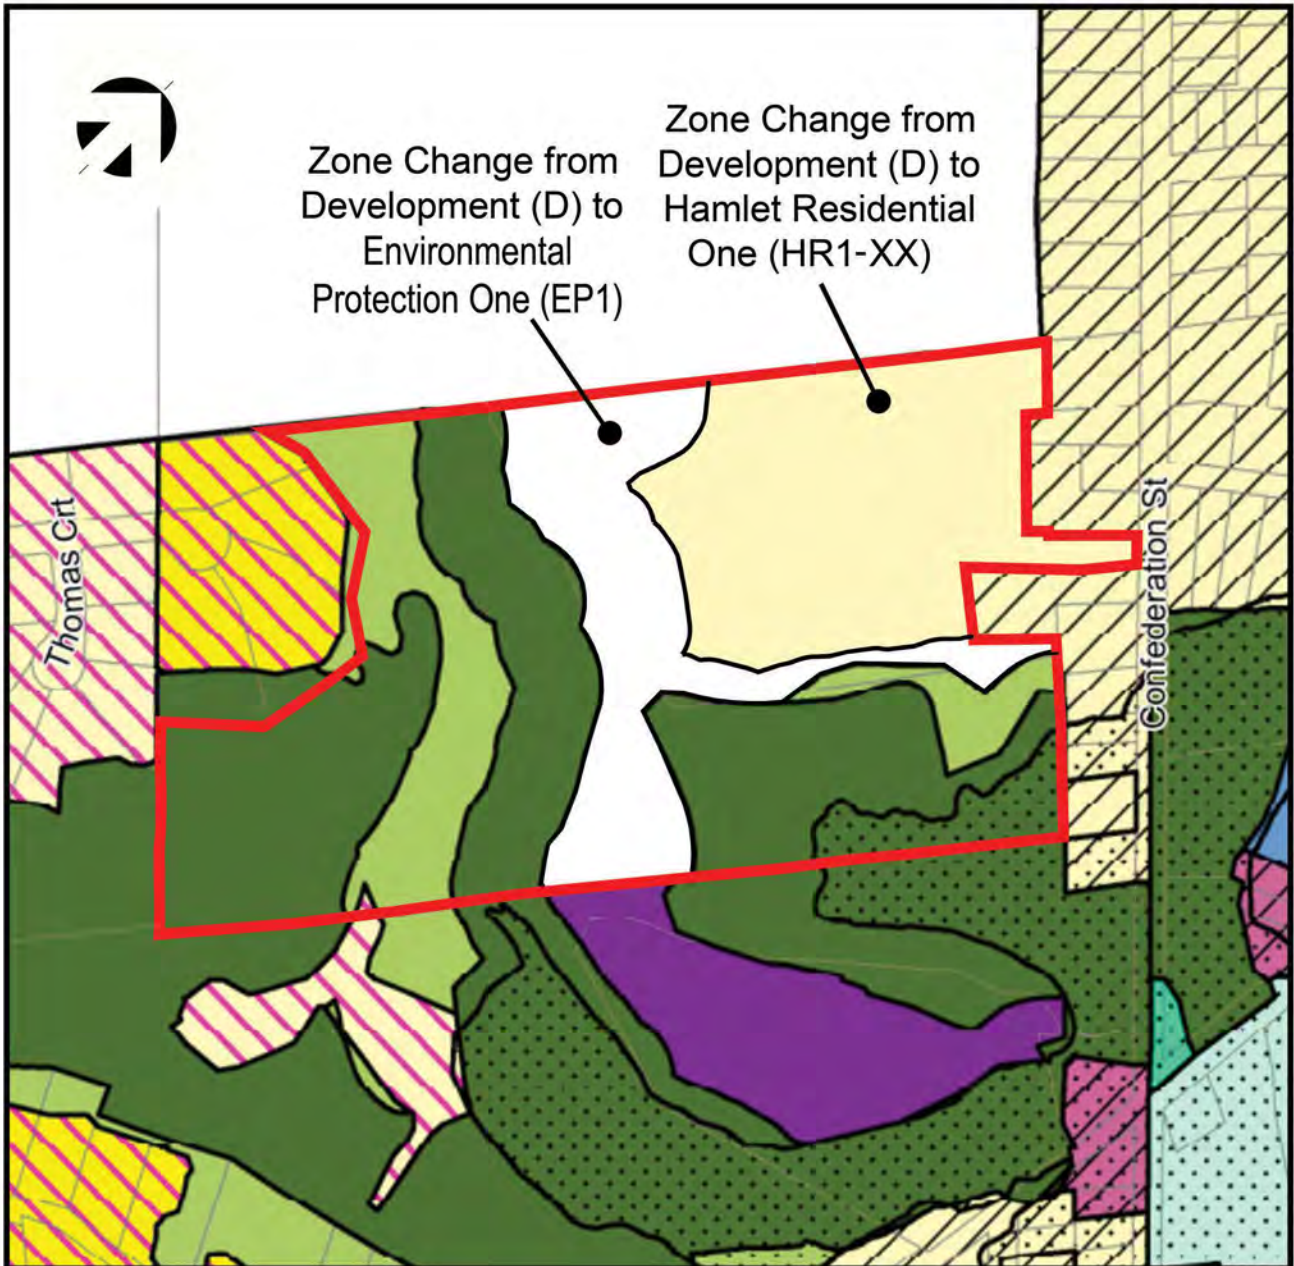 Zone Change from
Development (D) to
Environmental
Protection One (EP1)
Zone Change from
Development (D) to
Hamlet Residential
One (HR1-XX)
Thomas Crt
Confederation St